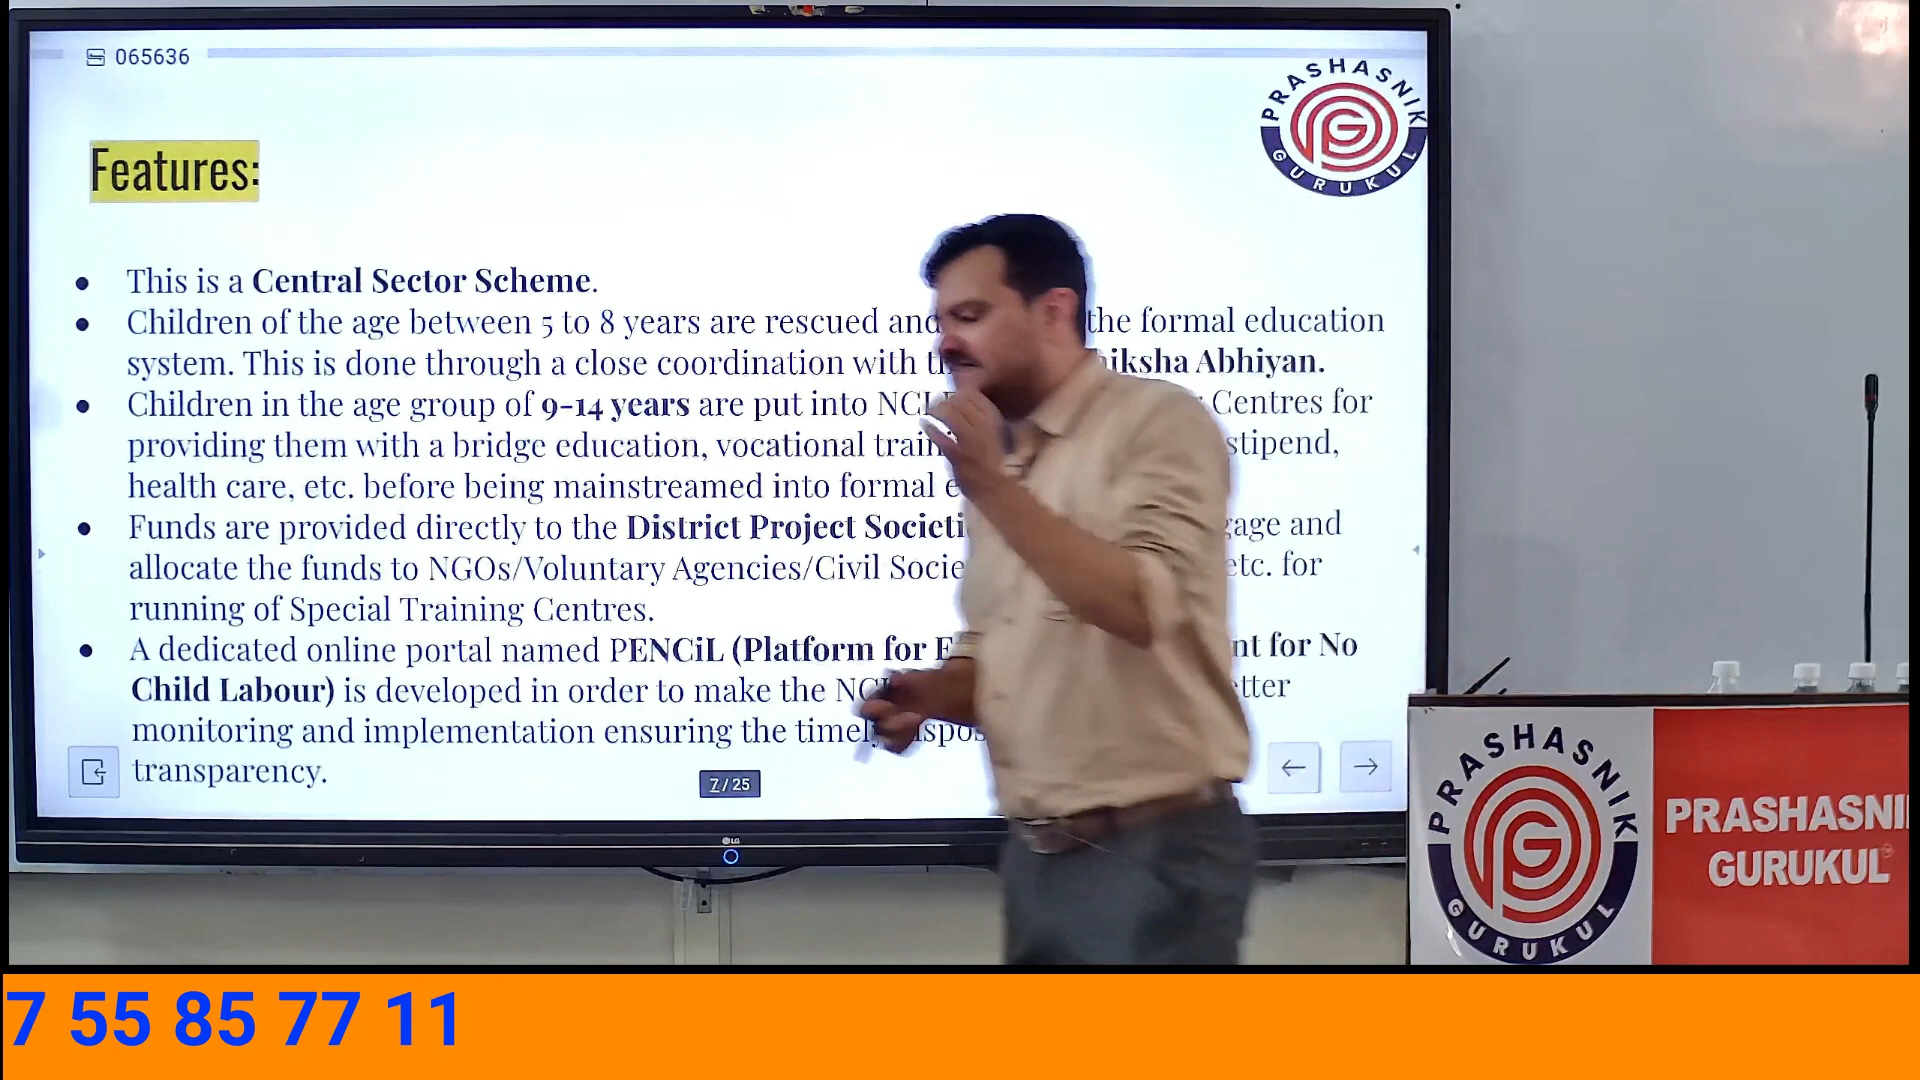 065636
PRASHASNIK
GURUKUL
Features:
● This is a Central Sector Scheme.
● Children of the age between 5 to 8 years are rescued and the formal education
system. This is done through a close coordination with Abhiyan.
● Children in the age group of 9-14 years are put into Centres for
providing them with a bridge education, vocational stipend,
health care, etc. before being mainstreamed into formal
● Funds are provided directly to the District Project and
allocate the funds to NGOs/Voluntary Agencies/Civil etc. for
running of Special Training Centres.
● A dedicated online portal named PENCiL (Platform for for No
Child Labour) is developed in order to make the
monitoring and implementation ensuring the
transparency.
7/25
LG
PRASHASNIK
GURUKUL
PRASHASNI
GURUKUL
7 55 85 77 11